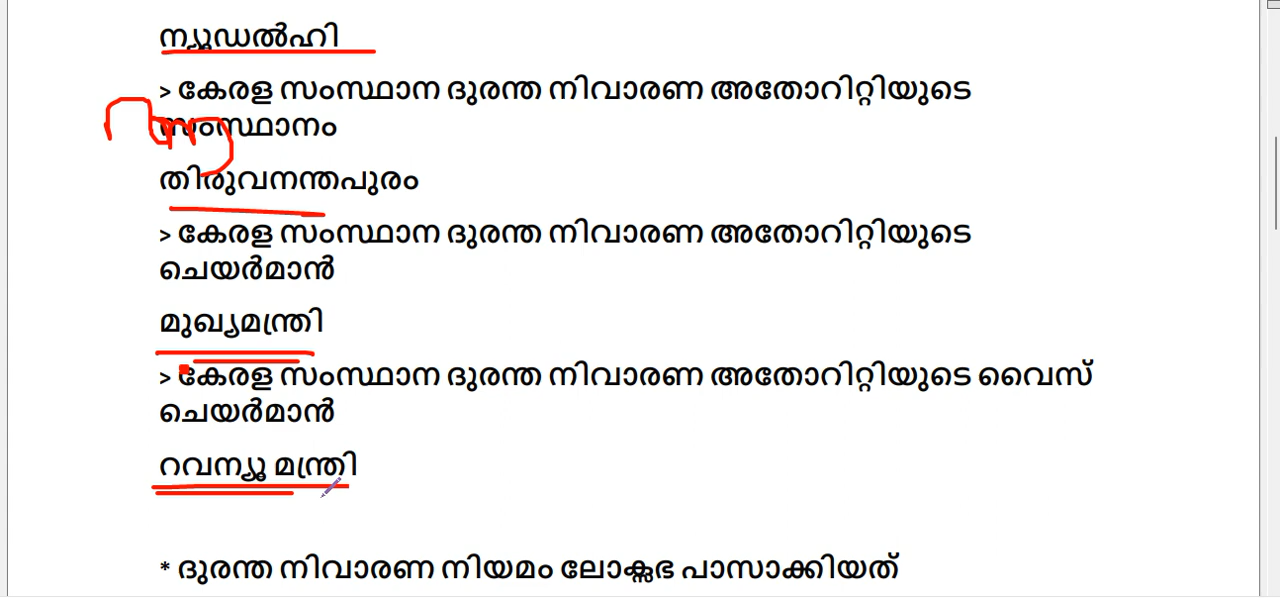 ന്യൂഡൽഹി
> കേരള സംസ്ഥാന ദുരന്ത നിവാരണ അതോറിറ്റിയുടെ
സംസ്ഥാനം
തിരുവനന്തപുരം
> കേരള സംസ്ഥാന ദുരന്ത നിവാരണ അതോറിറ്റിയുടെ
ചെയർമാൻ
മുഖ്യമന്ത്രി
> കേരള സംസ്ഥാന ദുരന്ത നിവാരണ അതോറിറ്റിയുടെ വൈസ്
ചെയർമാൻ
റവന്യൂ മന്ത്രി
* ദുരന്ത നിവാരണ നിയമം ലോക്സഭ പാസാക്കിയത്